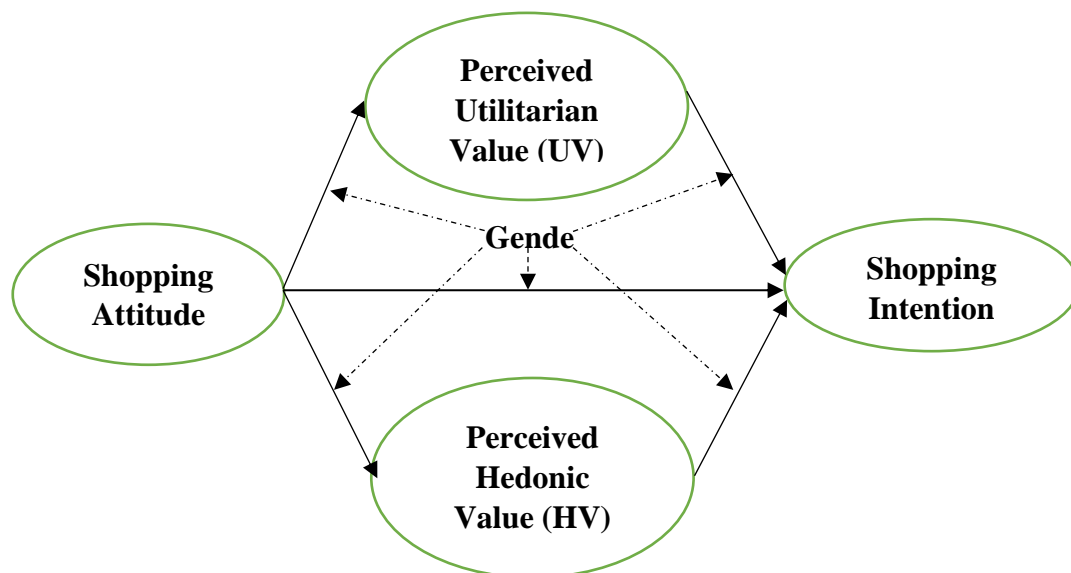 Perceived
Utilitarian
Value (UV)
Gende
Shopping
Attitude
Shopping
Intention
Perceived
Hedonic
Value (HV)